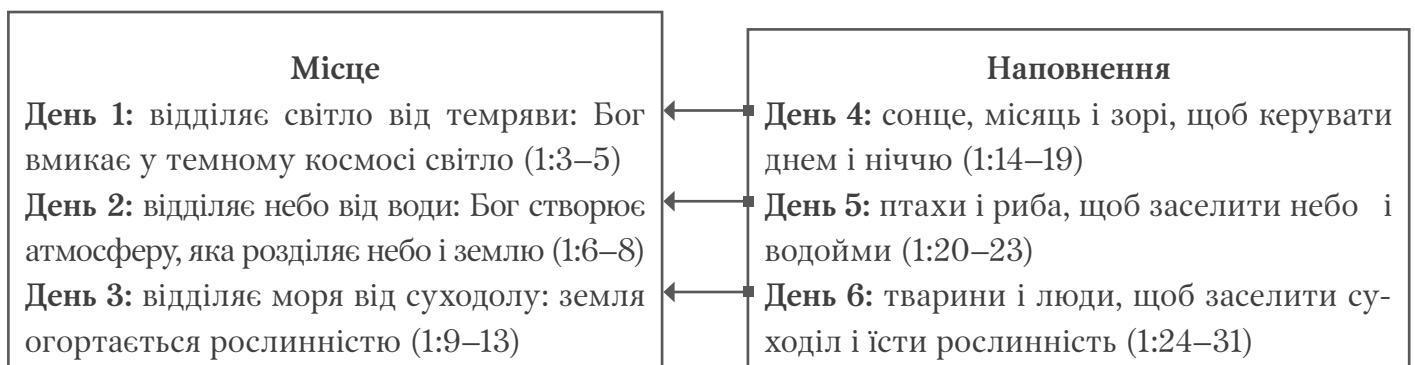 Місце
День 1: відділяє світло від темряви: Бог
вмикає у темному космосі світло (1:3–5)
День 2: відділяє небо від води: Бог створює
атмосферу, яка розділяє небо і землю (1:6–8)
День 3: відділяє моря від суходолу: земля
огортається рослинністю (1:9–13)
Наповнення
День 4: сонце, місяць і зорі, щоб керувати
днем і ніччю (1:14–19)
День 5: птахи і риба, щоб заселити небо і
водойми (1:20–23)
День 6: тварини і люди, щоб заселити су-
ходіл і їсти рослинність (1:24–31)